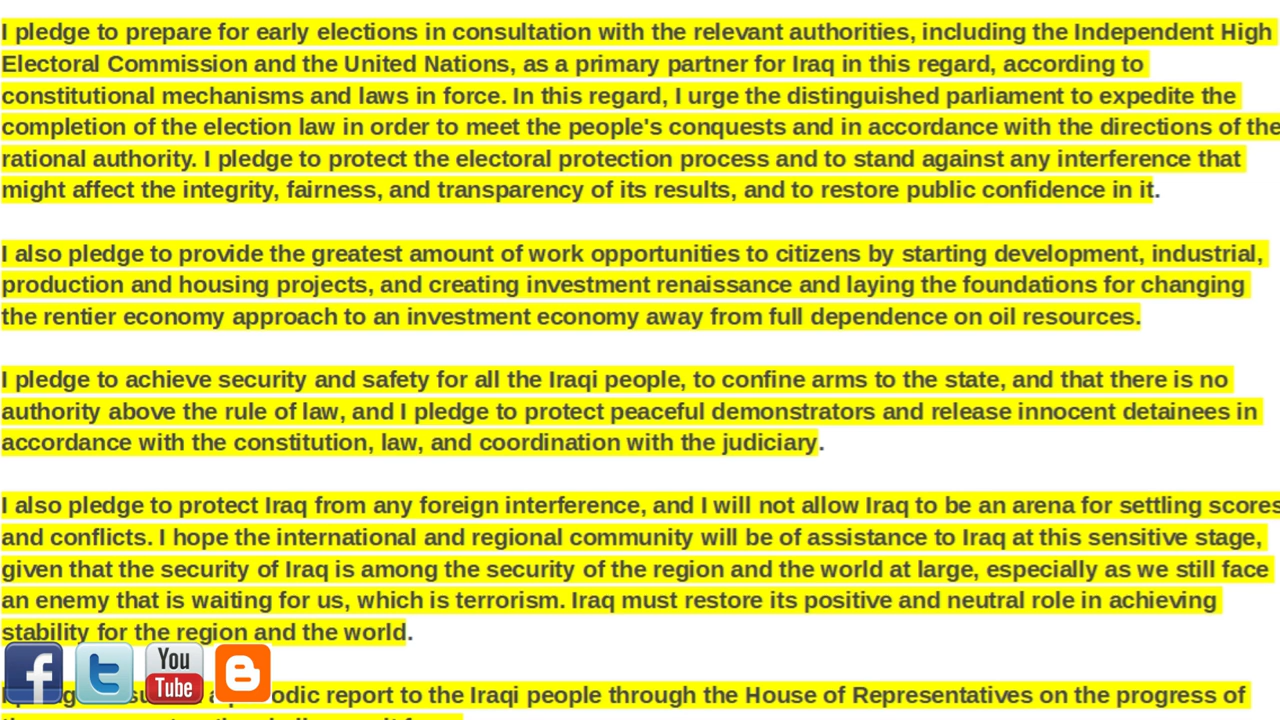 I pledge to prepare for early elections in consultation with the relevant authorities, including the Independent High
Electoral Commission and the United Nations, as a primary partner for Iraq in this regard, according to
constitutional mechanisms and laws in force. In this regard, I urge the distinguished parliament to expedite the
completion of the election law in order to meet the people's conquests and in accordance with the directions of the
rational authority. I pledge to protect the electoral protection process and to stand against any interference that
might affect the integrity, fairness, and transparency of its results, and to restore public confidence in it.
I also pledge to provide the greatest amount of work opportunities to citizens by starting development, industrial,
production and housing projects, and creating investment renaissance and laying the foundations for changing
the rentier economy approach to an investment economy away from full dependence on oil resources.
I pledge to achieve security and safety for all the Iraqi people, to confine arms to the state, and that there is no
authority above the rule of law, and I pledge to protect peaceful demonstrators and release innocent detainees in
accordance with the constitution, law, and coordination with the judiciary.
I also pledge to protect Iraq from any foreign interference, and I will not allow Iraq to be an arena for settling scores
and conflicts. I hope the international and regional community will be of assistance to Iraq at this sensitive stage,
given that the security of Iraq is among the security of the region and the world at large, especially as we still face
an enemy that is waiting for us, which is terrorism. Iraq must restore its positive and neutral role in achieving
stability for the region and the world.
You
Tube
report to the Iraqi people through the House of Representatives on the progress of